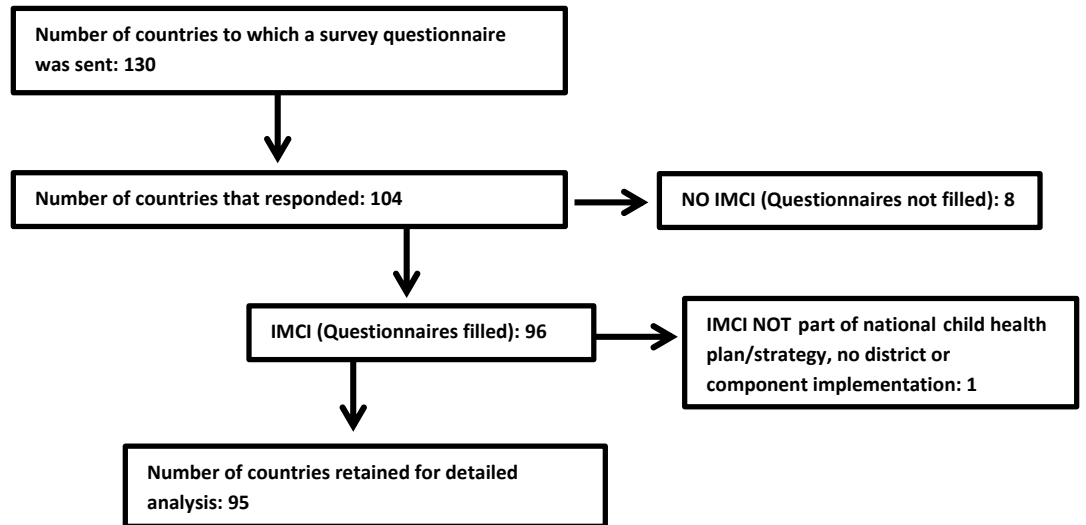 Number of countries to which a survey questionnaire
was sent: 130
Number of countries that responded: 104
NO IMCI (Questionnaires not filled): 8
IMCI (Questionnaires filled): 96
IMCI NOT part of national child health
plan/strategy, no district or
component implementation: 1
Number of countries retained for detailed
analysis: 95